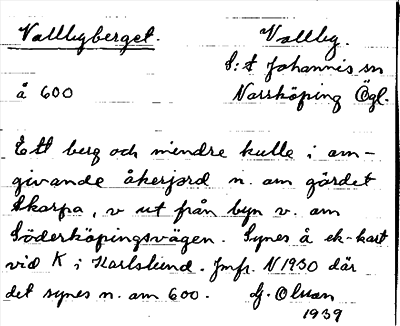 Vallbyberget.
Vallby.
S:t Johannis sn
å 600
Norrköping Ögl.
Ett berg och mindre kulle i om-
givande åkerjord n. om gärdet
Skarpa, v ut från byn v. om
Söderköpingsvägen. Synes å ek-kart
vid K i Karlslund. Jmfr. N 1930 där
det synes n. om 600. G. Olson
1939